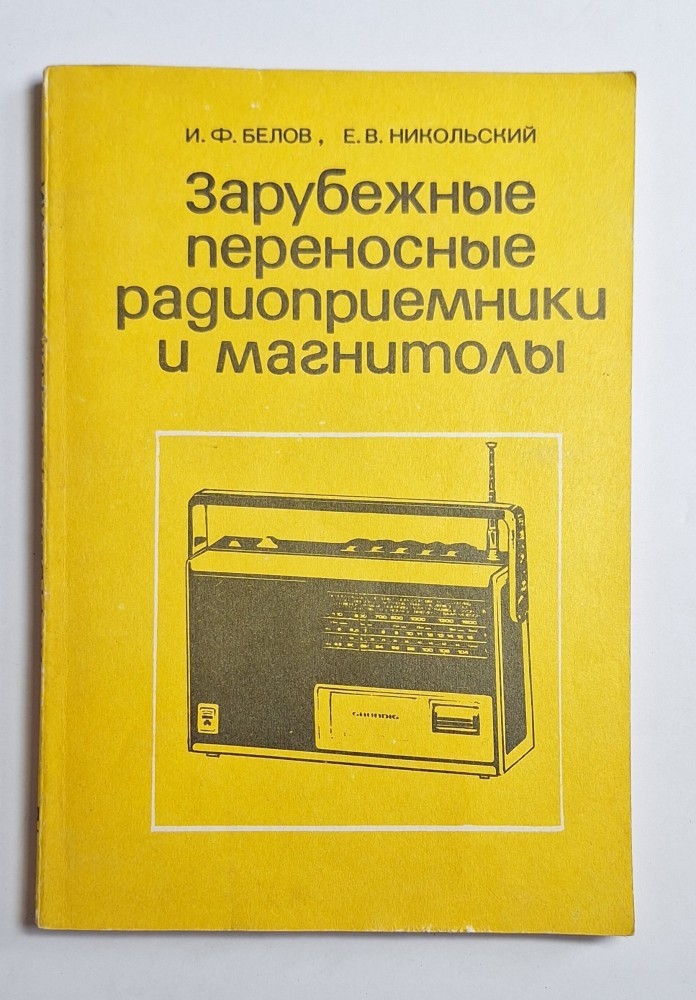 И. Ф. БЕЛОВ, Е. В. НИКОЛЬСКИЙ
Зарубежные
переносные
радиоприемники
и магнитолы
GRUNDIG